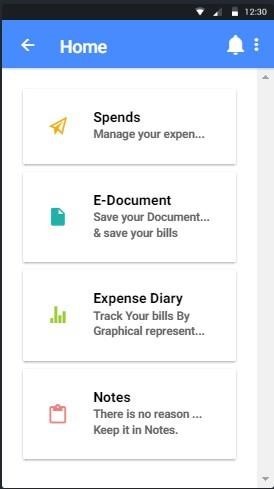 12:30
Home
Spends
Manage your expen...
E-Document
Save your Document...
& save your bills
Expense Diary
Track Your bills By
Graphical represent...
Notes
There is no reason ...
Keep it in Notes.